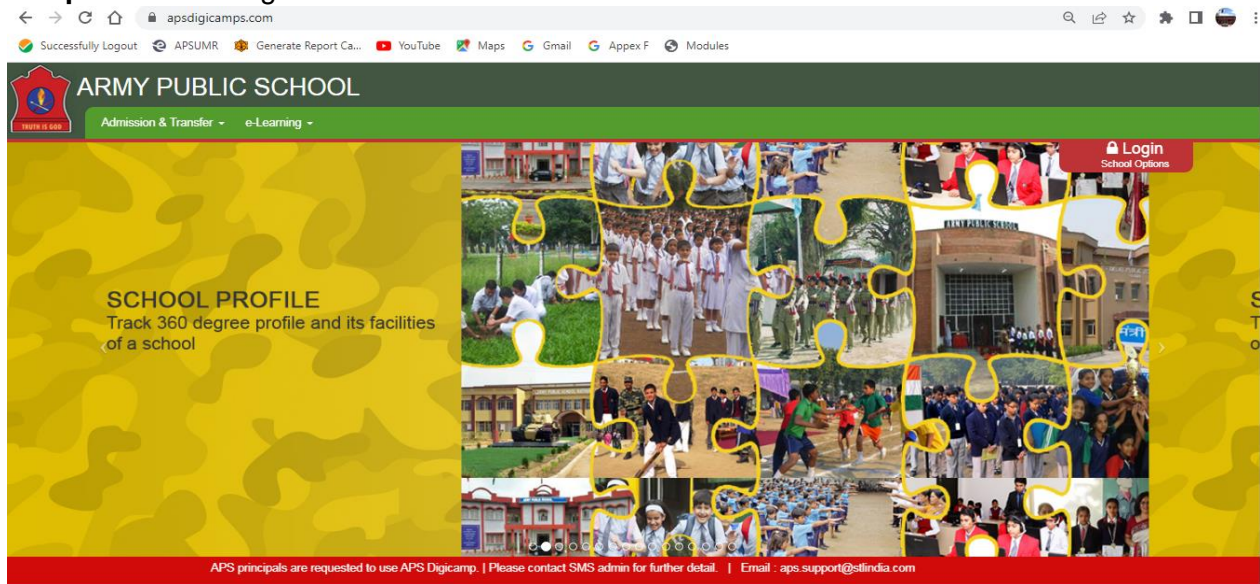 apsdigicamps.com
Successfully Logout APSUMR Generate Report Ca... YouTube Maps Gmail Appex F Modules
ARMY PUBLIC SCHOOL
TRUTH IS GOD
Admission & Transfer e-Learning
Login
School Options
ARMY PUBLIC SCHOOL
SCHOOL PROFILE
Track 360 degree profile and its facilities
of a school
S
T
o
मंत्री
APS principals are requested to use APS Digicamp. | Please contact SMS admin for further detail. | Email : aps.support@stlindia.com